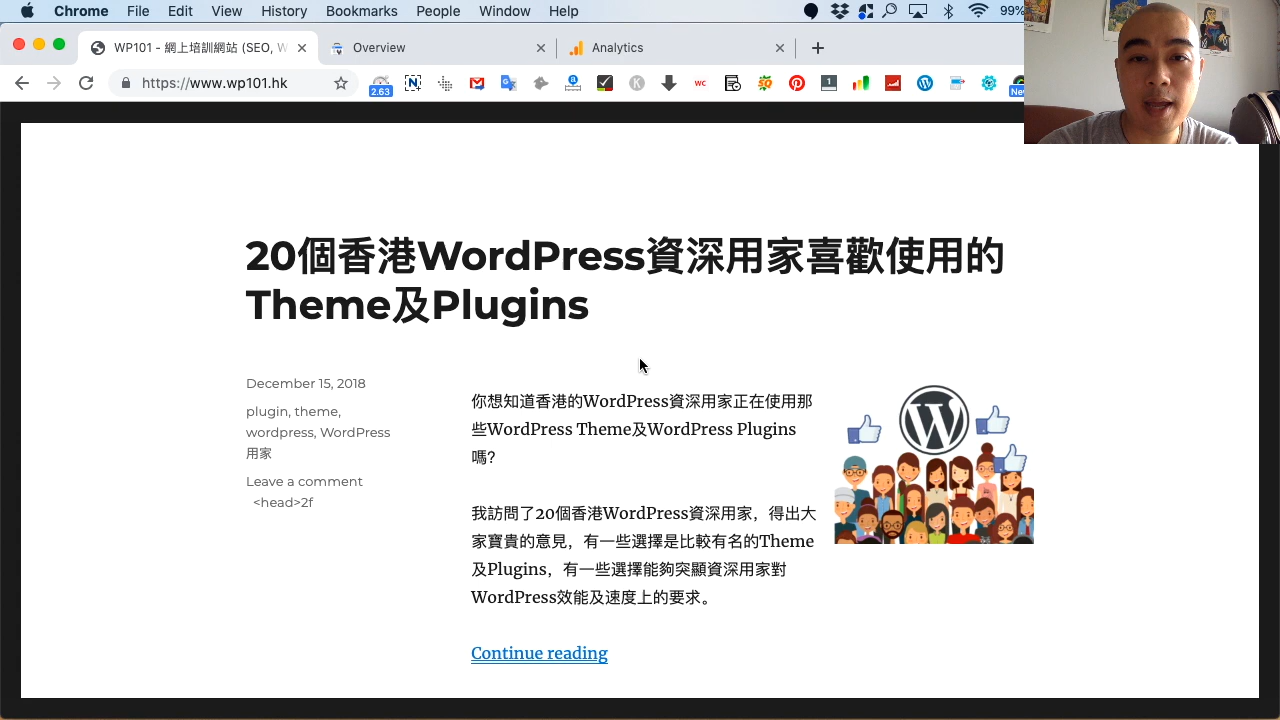 Chrome File Edit View History Bookmarks People Window Help 99%
WP101 - 網上培訓網站 (SEO, W
Overview
Analytics
https://www.wp101.hk
2.63
20個香港WordPress資深用家喜歡使用的
Theme及Plugins
December 15, 2018
plugin, theme,
wordpress, WordPress
用家
Leave a comment
<head>2f
你想知道香港的WordPress資深用家正在使用那
些WordPress Theme及WordPress Plugins
嗎?
我訪問了20個香港WordPress資深用家，得出大
家寶貴的意見，有一些選擇是比較有名的Theme
及Plugins，有一些選擇能夠突顯資深用家對
WordPress效能及速度上的要求。
Continue reading